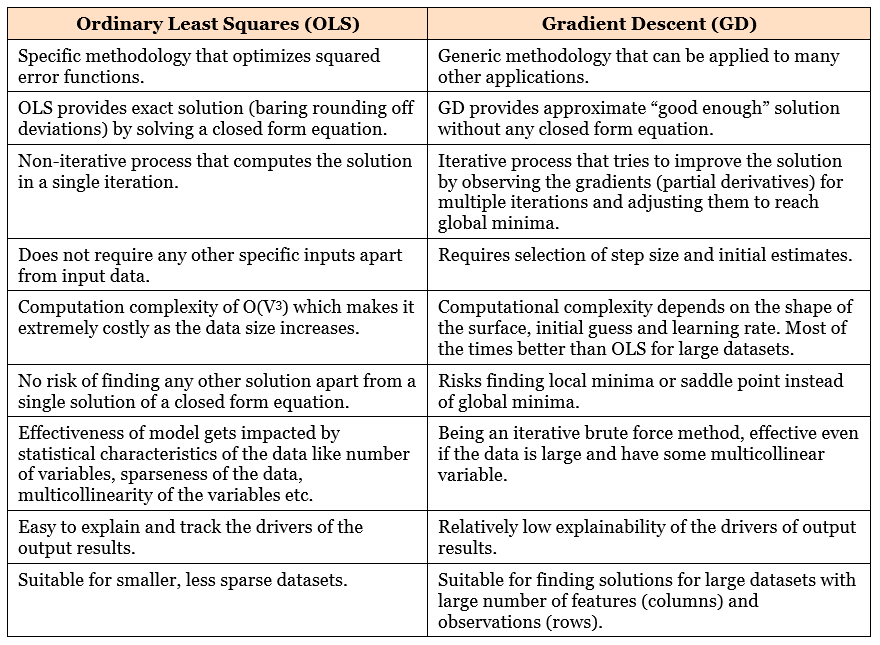 Ordinary Least Squares (OLS)
Gradient Descent (GD)
Specific methodology that optimizes squared
error functions.
Generic methodology that can be applied to many
other applications.
OLS provides exact solution (baring rounding off
deviations) by solving a closed form equation.
GD provides approximate “good enough” solution
without any closed form equation.
Non-iterative process that computes the solution
in a single iteration.
Iterative process that tries to improve the solution
by observing the gradients (partial derivatives) for
multiple iterations and adjusting them to reach
global minima.
Does not require any other specific inputs apart
from input data.
Requires selection of step size and initial estimates.
Computation complexity of O(V³) which makes it
extremely costly as the data size increases.
Computational complexity depends on the shape of
the surface, initial guess and learning rate. Most of
the times better than OLS for large datasets.
No risk of finding any other solution apart from a
single solution of a closed form equation.
Risks finding local minima or saddle point instead
of global minima.
Effectiveness of model gets impacted by
statistical characteristics of the data like number
of variables, sparseness of the data,
multicollinearity of the variables etc.
Being an iterative brute force method, effective even
if the data is large and have some multicollinear
variable.
Easy to explain and track the drivers of the
output results.
Relatively low explainability of the drivers of output
results.
Suitable for smaller, less sparse datasets.
Suitable for finding solutions for large datasets with
large number of features (columns) and
observations (rows).